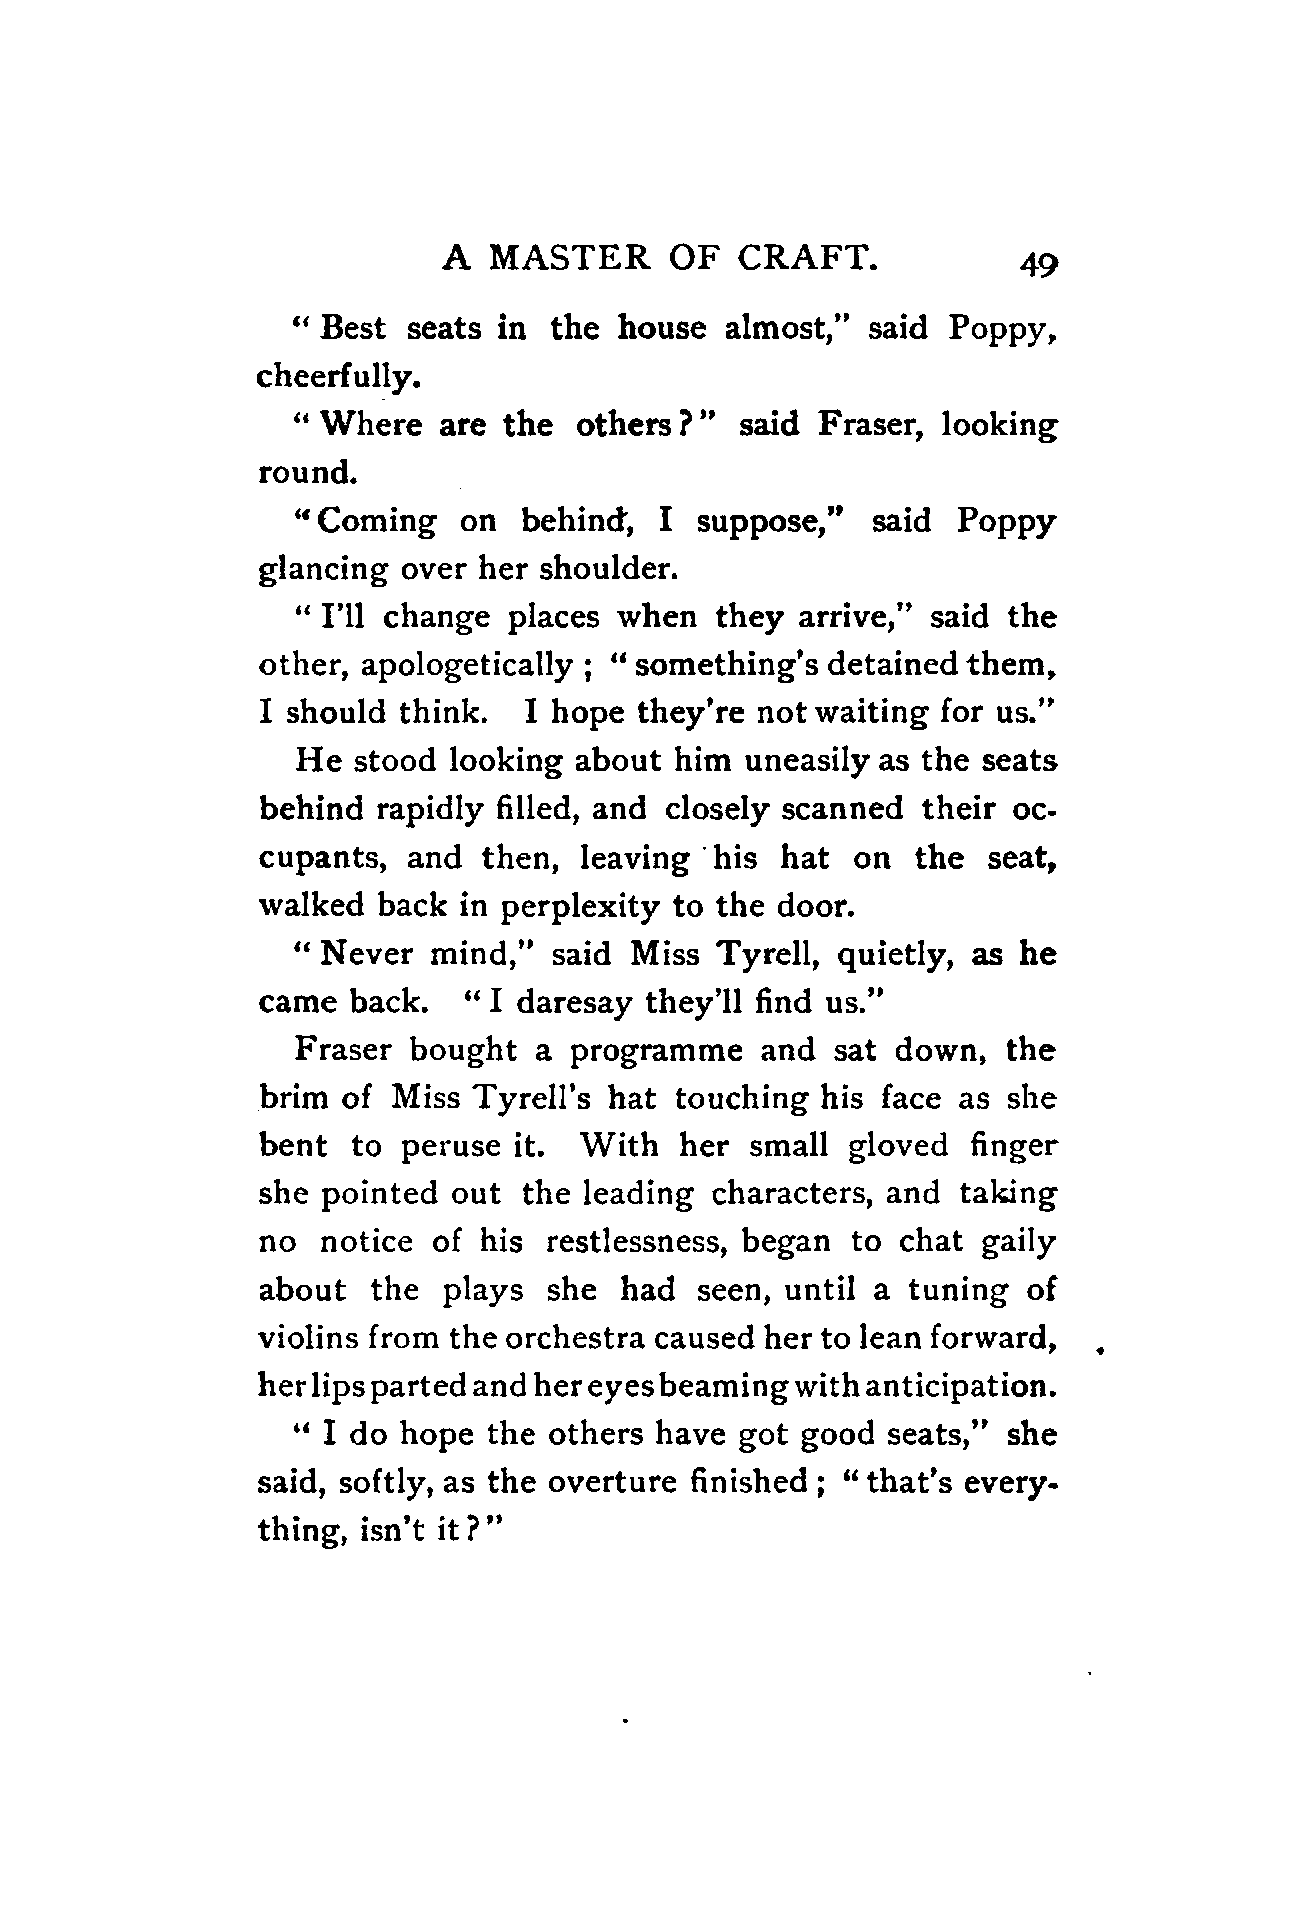 A MASTER OF CRAFT. 49
" Best seats in the house almost," said Poppy,
cheerfully.
" Where are the others?" said Fraser, looking
round.
"Coming on behind, I suppose," said Poppy
glancing over her shoulder.
" I'll change places when they arrive," said the
other, apologetically ; " something's detained them,
I should think. I hope they're not waiting for us."
He stood looking about him uneasily as the seats
behind rapidly filled, and closely scanned their oc-
cupants, and then, leaving his hat on the seat,
walked back in perplexity to the door.
" Never mind," said Miss Tyrell, quietly, as he
came back. " I daresay they'll find us."
Fraser bought a programme and sat down, the
brim of Miss Tyrell's hat touching his face as she
bent to peruse it. With her small gloved finger
she pointed out the leading characters, and taking
no notice of his restlessness, began to chat gaily
about the plays she had seen, until a tuning of
violins from the orchestra caused her to lean forward,
her lips parted and her eyes beaming with anticipation.
" I do hope the others have got good seats," she
said, softly, as the overture finished ; " that's every-
thing, isn't it?"